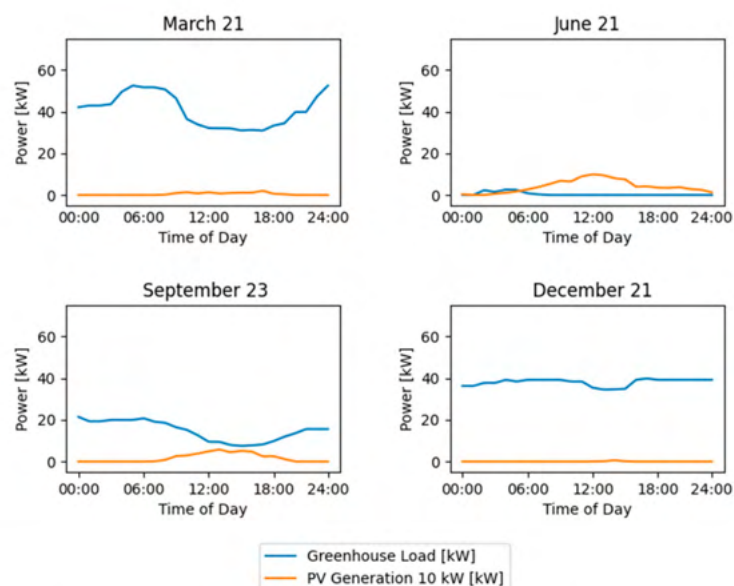 March 21
June 21
Power [kW]
60
40
20
0
00:00 06:00 12:00 18:00 24:00
Time of Day
Power [kW]
60
40
20
0
00:00 06:00 12:00 18:00 24:00
Time of Day
September 23
December 21
Power [kW]
60
40
20
0
00:00 06:00 12:00 18:00 24:00
Time of Day
Power [kW]
60
40
20
0
00:00 06:00 12:00 18:00 24:00
Time of Day
Greenhouse Load [kW]
PV Generation 10 kW [kW]